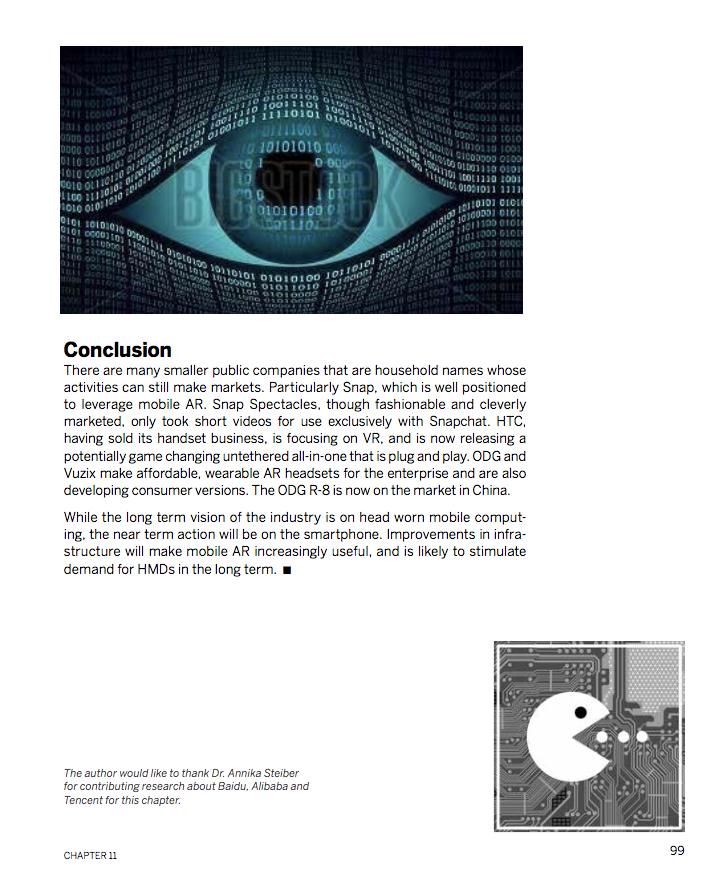 BIGSTOCK
Conclusion
There are many smaller public companies that are household names whose
activities can still make markets. Particularly Snap, which is well positioned
to leverage mobile AR. Snap Spectacles, though fashionable and cleverly
marketed, only took short videos for use exclusively with Snapchat. HTC,
having sold its handset business, is focusing on VR, and is now releasing a
potentially game changing untethered all-in-one that is plug and play. ODG and
Vuzix make affordable, wearable AR headsets for the enterprise and are also
developing consumer versions. The ODG R-8 is now on the market in China.
While the long term vision of the industry is on head worn mobile comput-
ing, the near term action will be on the smartphone. Improvements in infra-
structure will make mobile AR increasingly useful, and is likely to stimulate
demand for HMDs in the long term. ■
The author would like to thank Dr. Annika Steiber
for contributing research about Baidu, Alibaba and
Tencent for this chapter.
CHAPTER 11
99